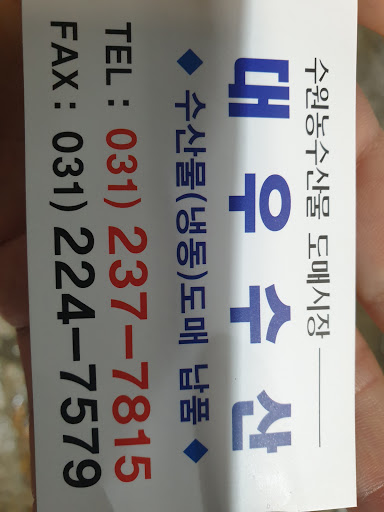 수원농수산물 도매시장
대우수산
◆ 수산물(냉동)도매 납품 ◆
TEL : 031) 237-7815
FAX : 031) 224-7579